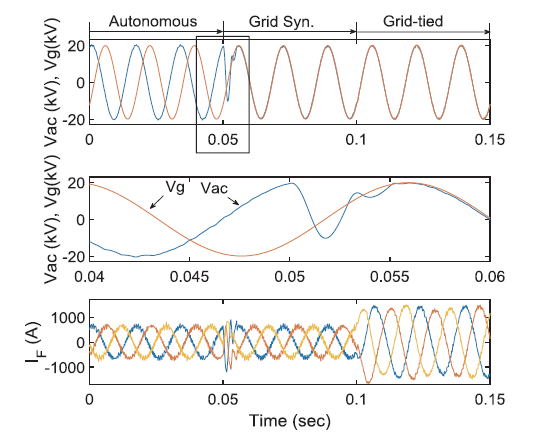 Autonomous Grid Syn. Grid-tied
Vac (kV), Vg(kV)
20
0
-20
0 0.05 0.1 0.15
Vac (kV), Vg(kV)
20
0
-20
Vg Vac
0.04 0.045 0.05 0.055 0.06
I_F (A)
1000
0
-1000
0 0.05 0.1 0.15
Time (sec)